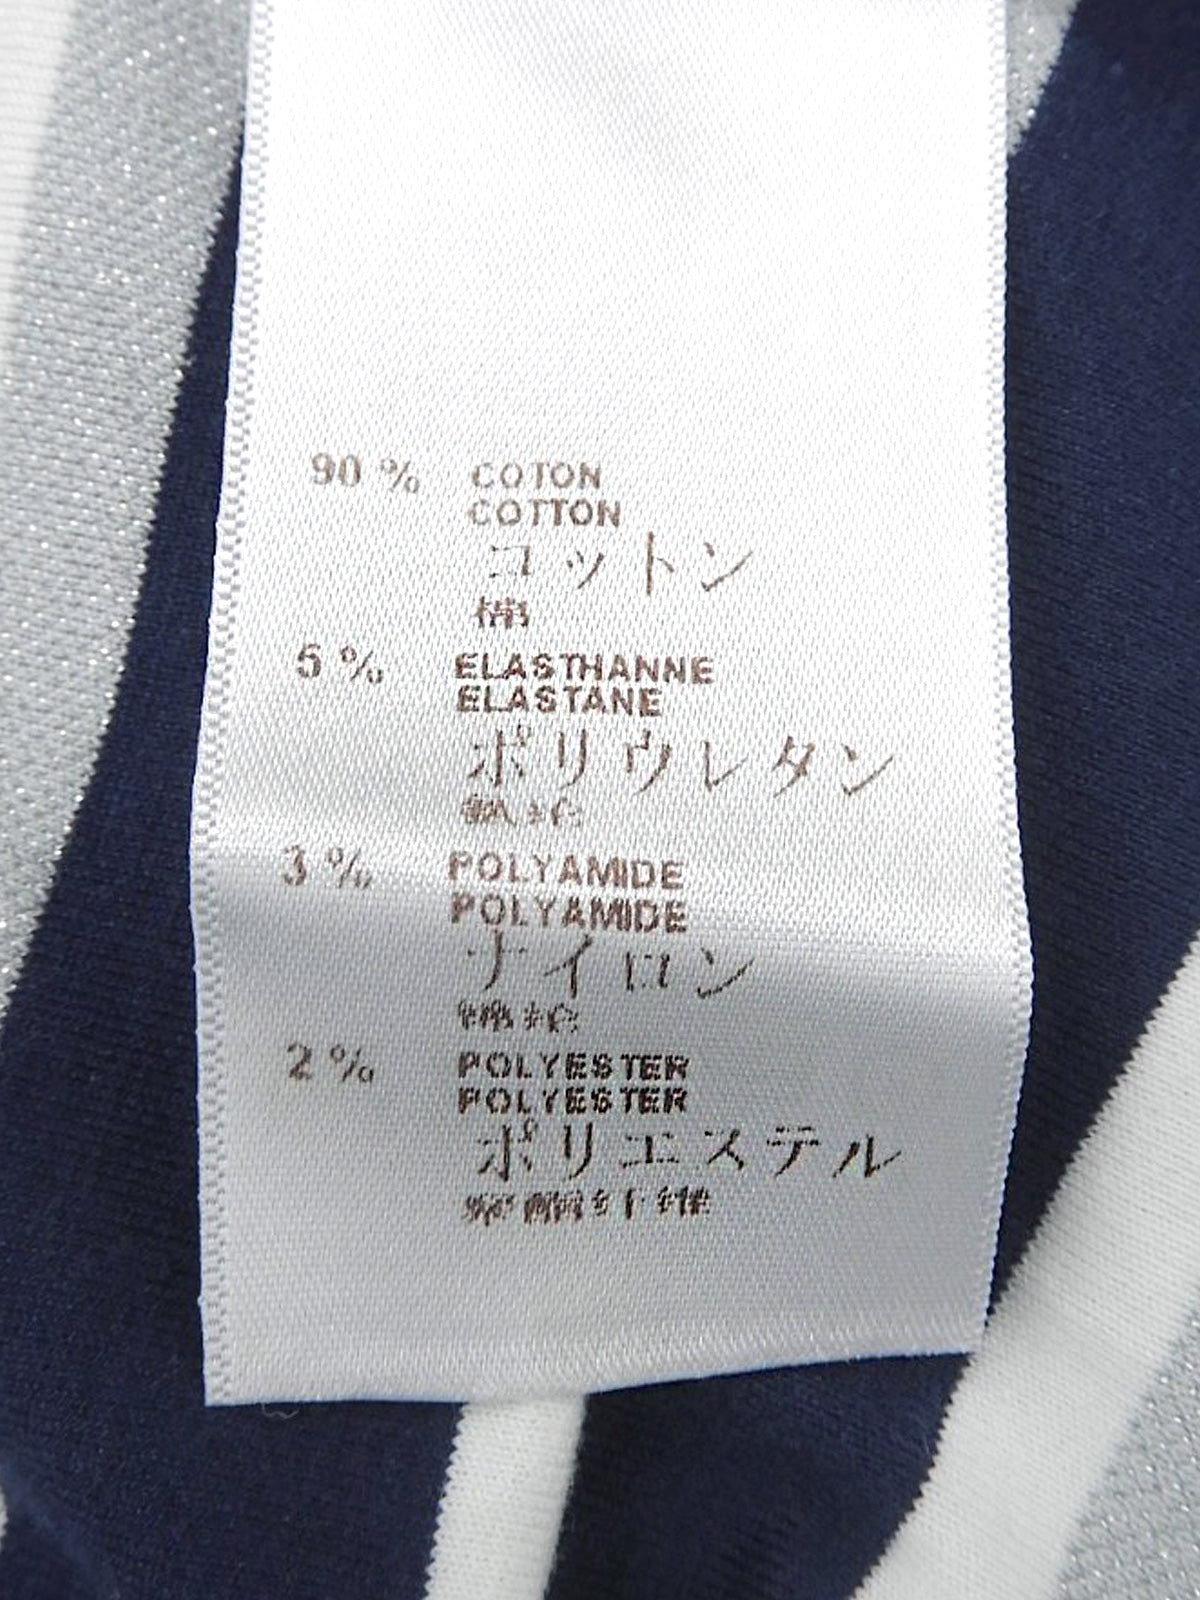 90 % COTON
COTTON
コットン
棉
5 % ELASTHANNE
ELASTANE
ポリウレタン
3 % POLYAMIDE
POLYAMIDE
ナイロン
2 % POLYESTER
POLYESTER
ポリエステル